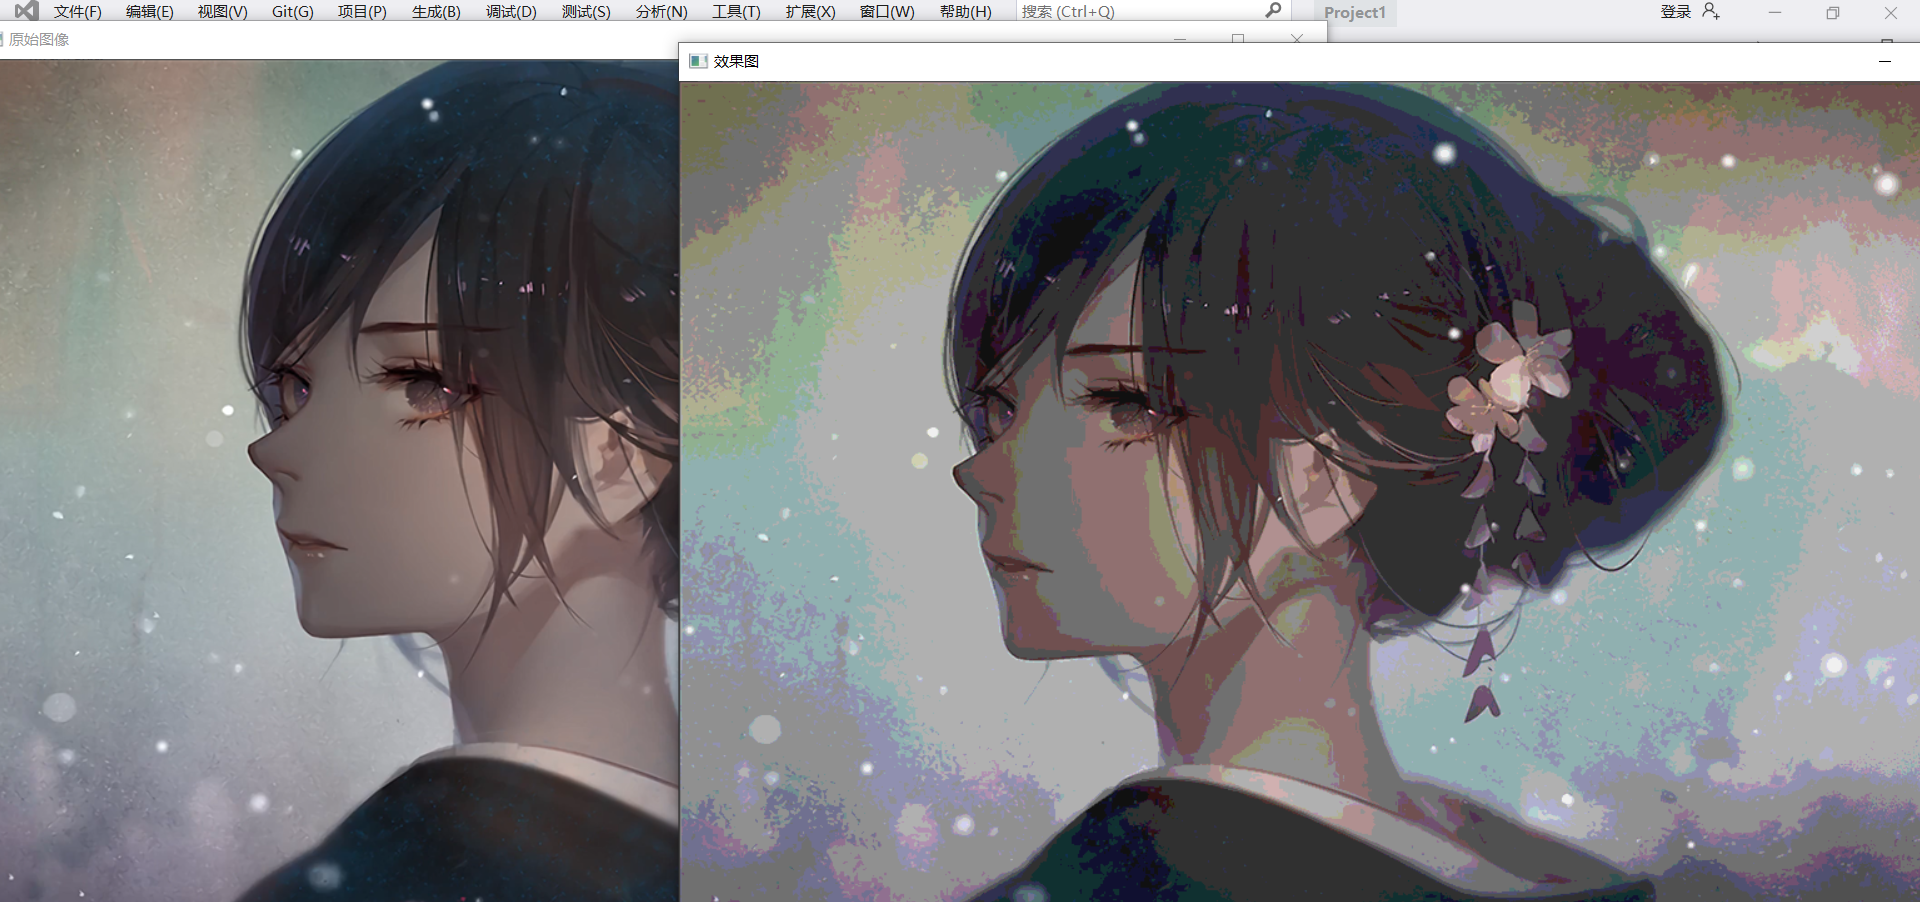 文件(F) 编辑(E) 视图(V) Git(G) 项目(P) 生成(B) 调试(D) 测试(S) 分析(N) 工具(T) 扩展(X) 窗口(W) 帮助(H) 搜索 (Ctrl+Q) Project1 登录
原始图像
效果图